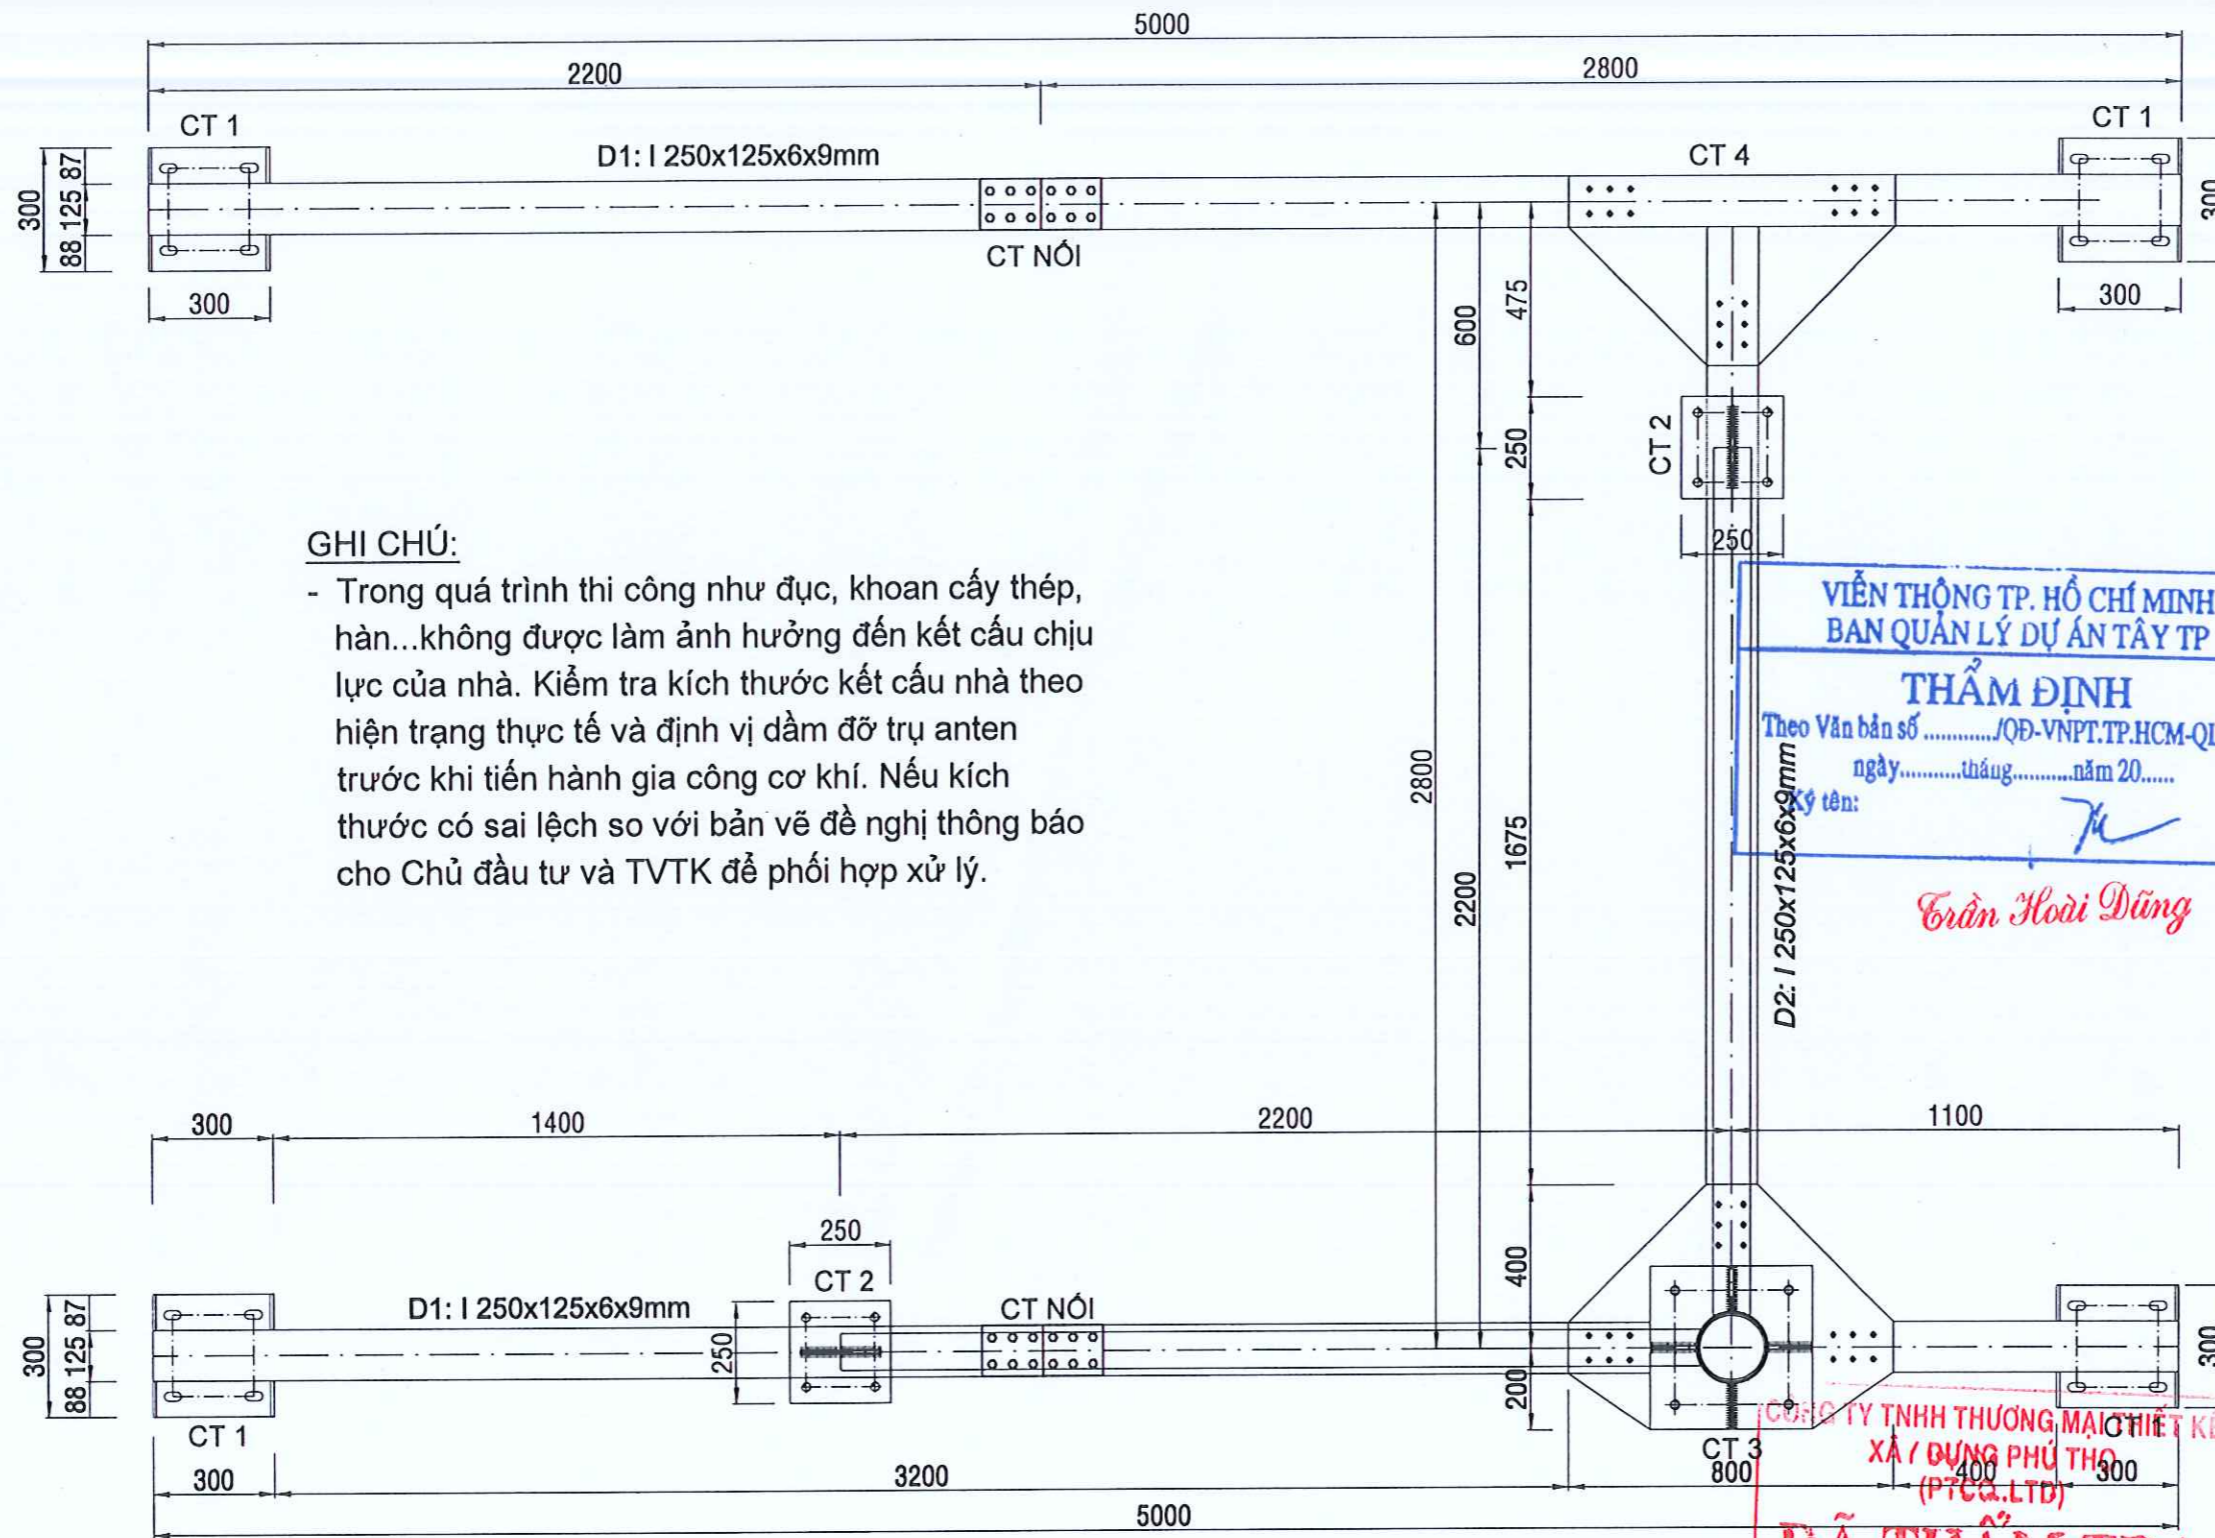 5000
2200
2800
CT 1
D1: I 250x125x6x9mm
CT 4
CT 1
300
87
125
88
300
300
300
CT NỐI
475
600
250
CT 2
250
2800
2200
1675
D2: I 250x125x6x9mm
GHI CHÚ:
- Trong quá trình thi công như đục, khoan cấy thép,
hàn...không được làm ảnh hưởng đến kết cấu chịu
lực của nhà. Kiểm tra kích thước kết cấu nhà theo
hiện trạng thực tế và định vị dầm đỡ trụ anten
trước khi tiến hành gia công cơ khí. Nếu kích
thước có sai lệch so với bản vẽ đề nghị thông báo
cho Chủ đầu tư và TVTK để phối hợp xử lý.
VIỄN THÔNG TP. HỒ CHÍ MINH
BAN QUẢN LÝ DỰ ÁN TÂY TP
THẨM ĐỊNH
Theo Văn bản số ............/QĐ-VNPT.TP.HCM-QL
ngày...........tháng...........năm 20......
Ký tên:
Trần Hoài Dũng
300
1400
2200
1100
250
CT 2
D1: I 250x125x6x9mm
CT NỐI
300
87
125
88
250
400
200
300
CT 1
CT 3
CT 1
CÔNG TY TNHH THƯƠNG MẠI THIẾT KẾ
XÂY DỰNG PHÚ THỌ
(PTCO.,LTD)
300
3200
800
400
300
5000